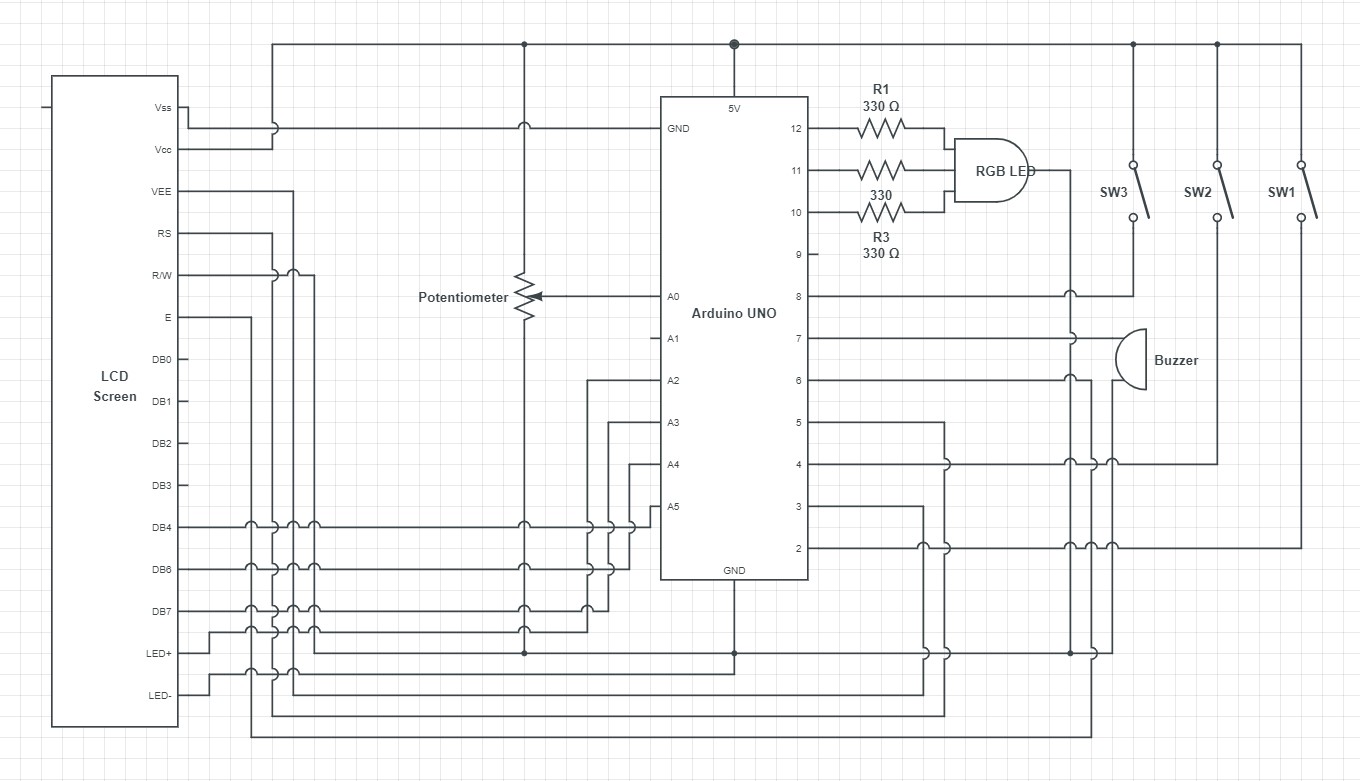 LCD
Screen
Vss
Vcc
VEE
RS
R/W
E
DB0
DB1
DB2
DB3
DB4
DB6
DB7
LED+
LED-
Potentiometer
Arduino UNO
5V
GND
A0
A1
A2
A3
A4
A5
GND
12
11
10
9
8
7
6
5
4
3
2
R1
330 Ω
330
R3
330 Ω
RGB LED
SW3
SW2
SW1
Buzzer